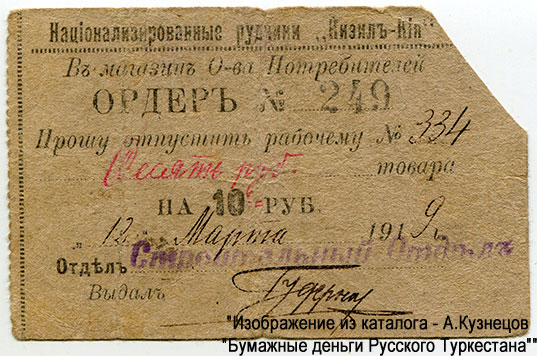 Націонализированные рудники „Кизилъ-Кія"
Въ магазинъ О-ва Потребителей
ОРДЕРЪ № 249
Прошу отпустить рабочему № 334
Десять руб. товара
НА 10 РУБ.
„12 Марта 1919 г.
Отдѣлъ Строительный Отдѣлъ
Выдалъ
"Изображение из каталога - А.Кузнецов
"Бумажные деньги Русского Туркестана""